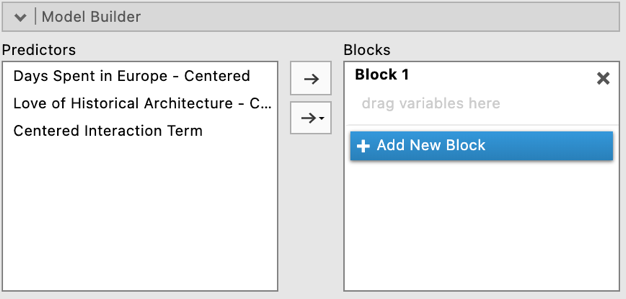 Model Builder
Predictors
Blocks
Days Spent in Europe - Centered
Love of Historical Architecture - C...
Centered Interaction Term
Block 1
drag variables here
Add New Block